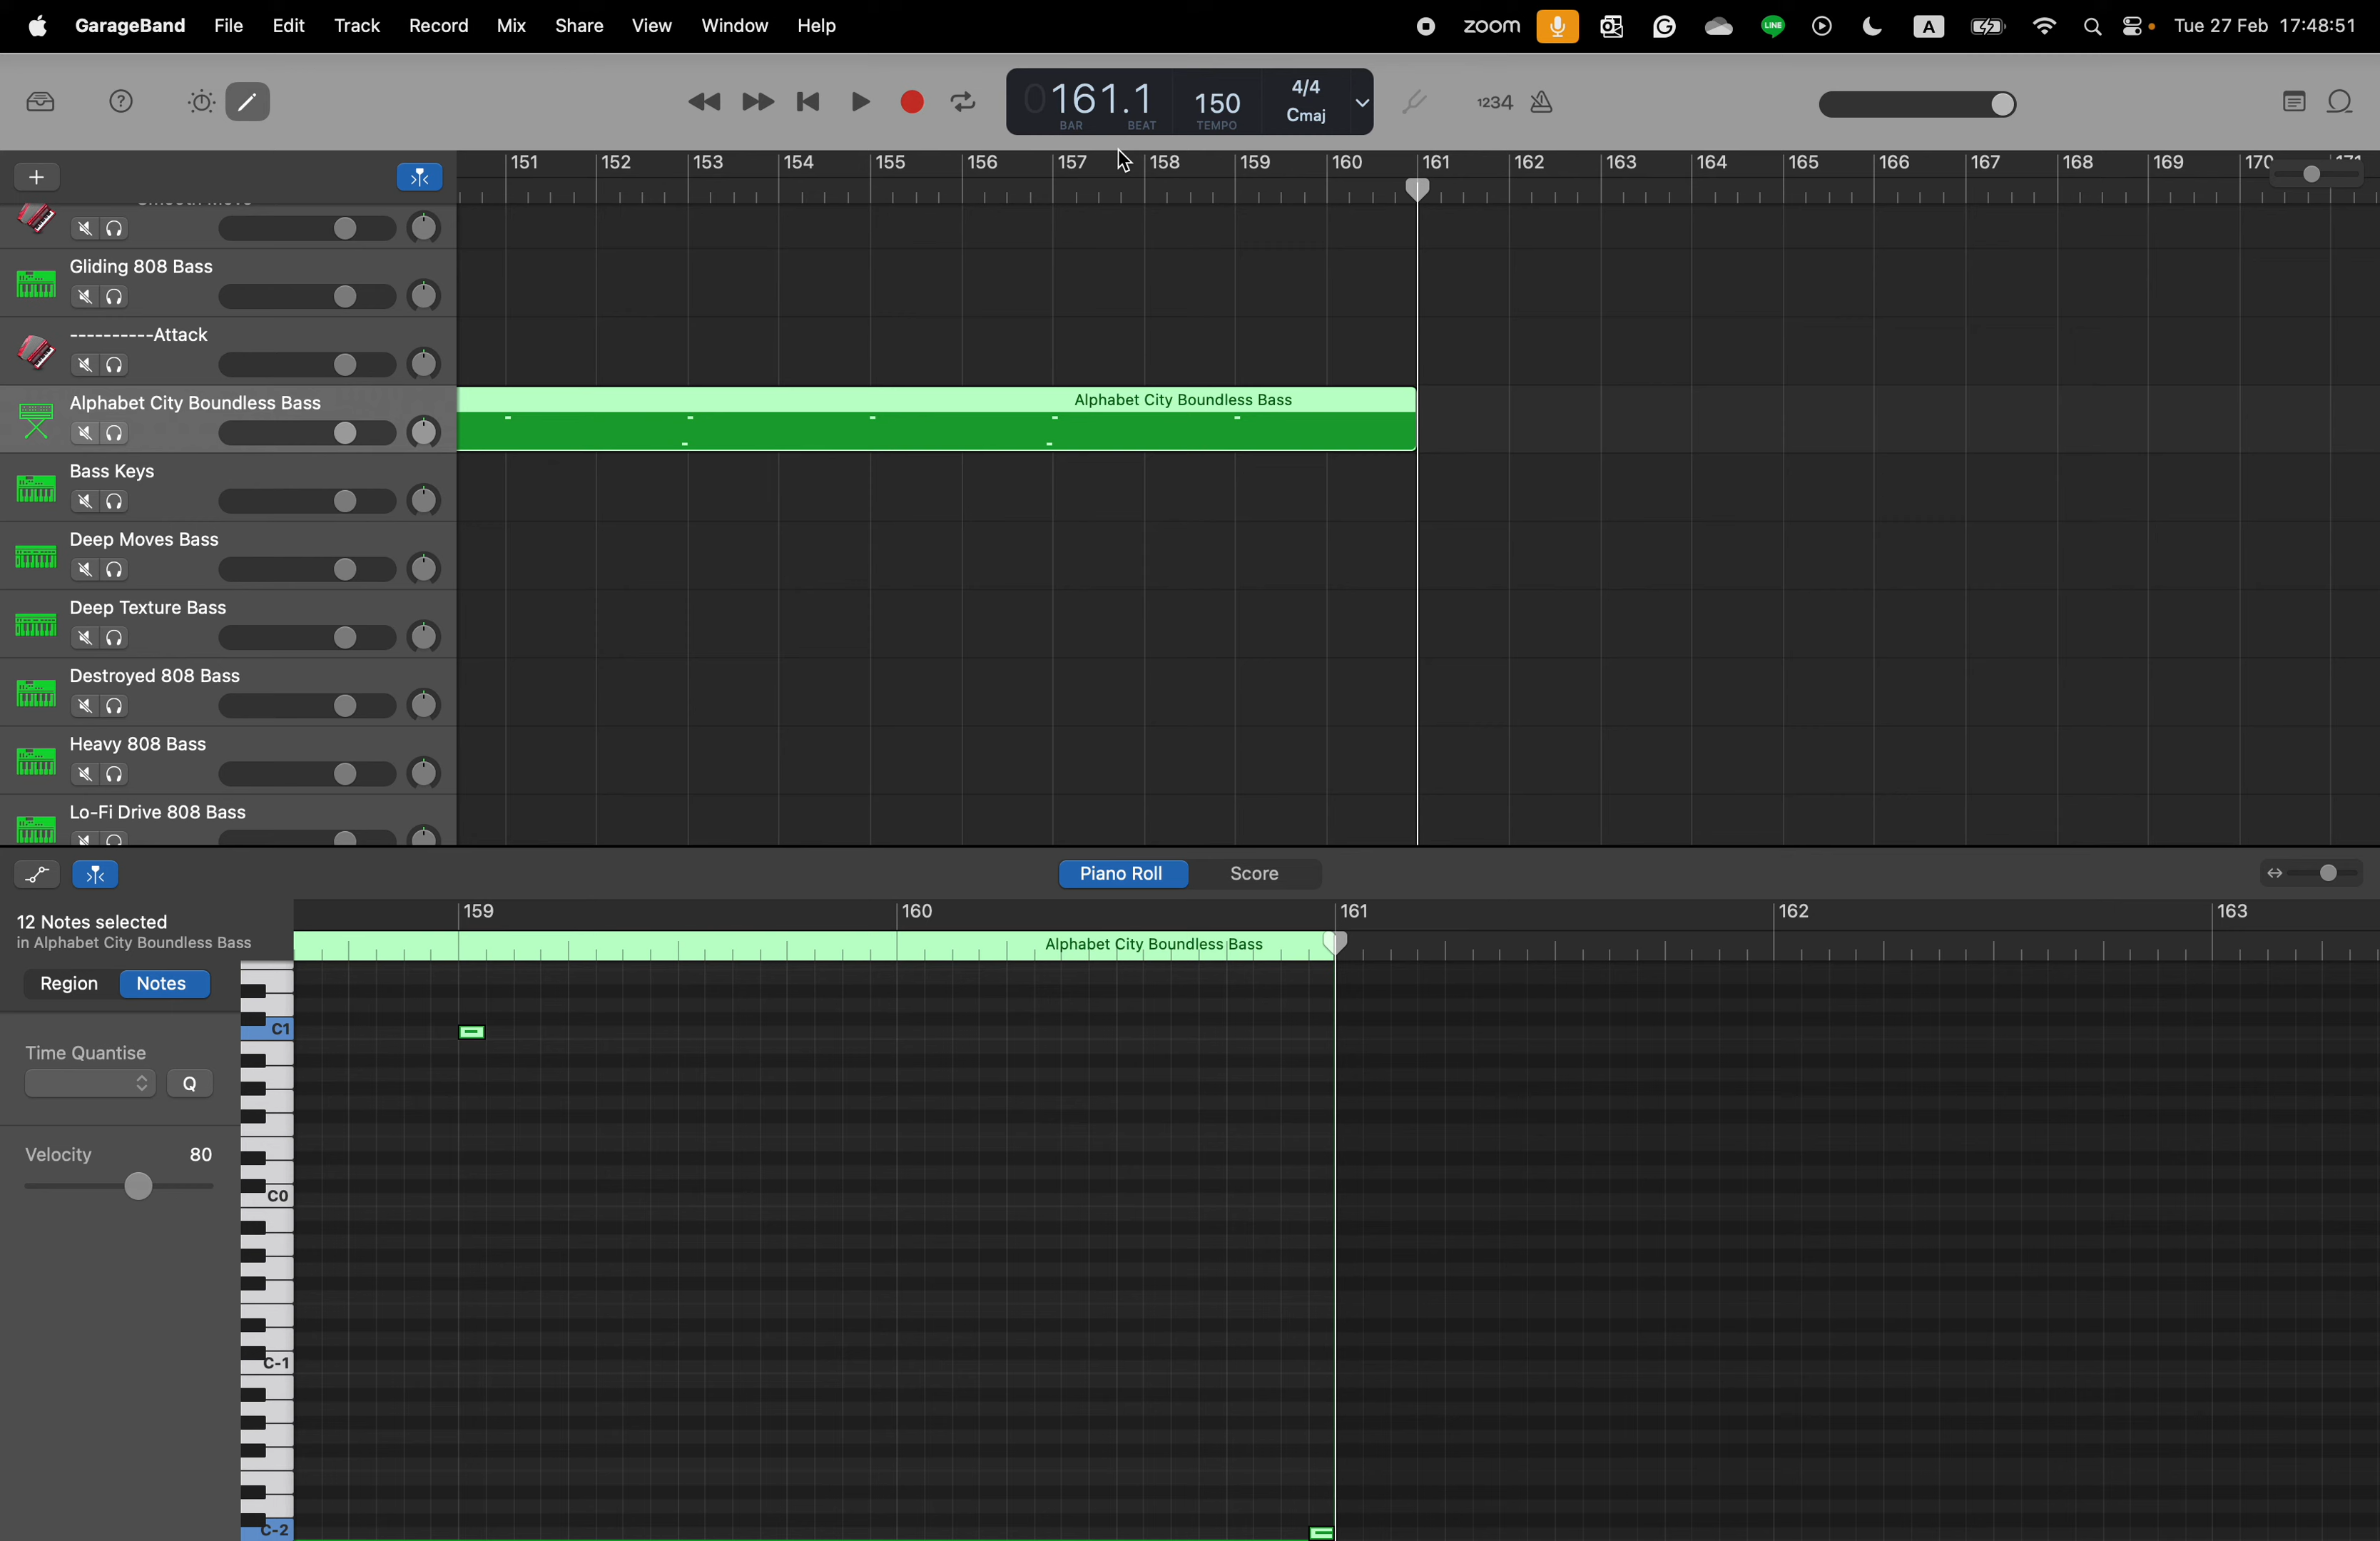 GarageBand File Edit Track Record Mix Share View Window Help zoom LINE A Tue 27 Feb 17:48:51
0161.1 150 4/4 Cmaj 1234
BAR BEAT TEMPO
151 152 153 154 155 156 157 158 159 160 161 162 163 164 165 166 167 168 169 170 171
Gliding 808 Bass
----------Attack
Alphabet City Boundless Bass
Alphabet City Boundless Bass
Bass Keys
Deep Moves Bass
Deep Texture Bass
Destroyed 808 Bass
Heavy 808 Bass
Lo-Fi Drive 808 Bass
Piano Roll Score
159 160 161 162 163
12 Notes selected
in Alphabet City Boundless Bass
Alphabet City Boundless Bass
Region Notes
C1
Time Quantise
Q
Velocity 80
C0
C-1
C-2